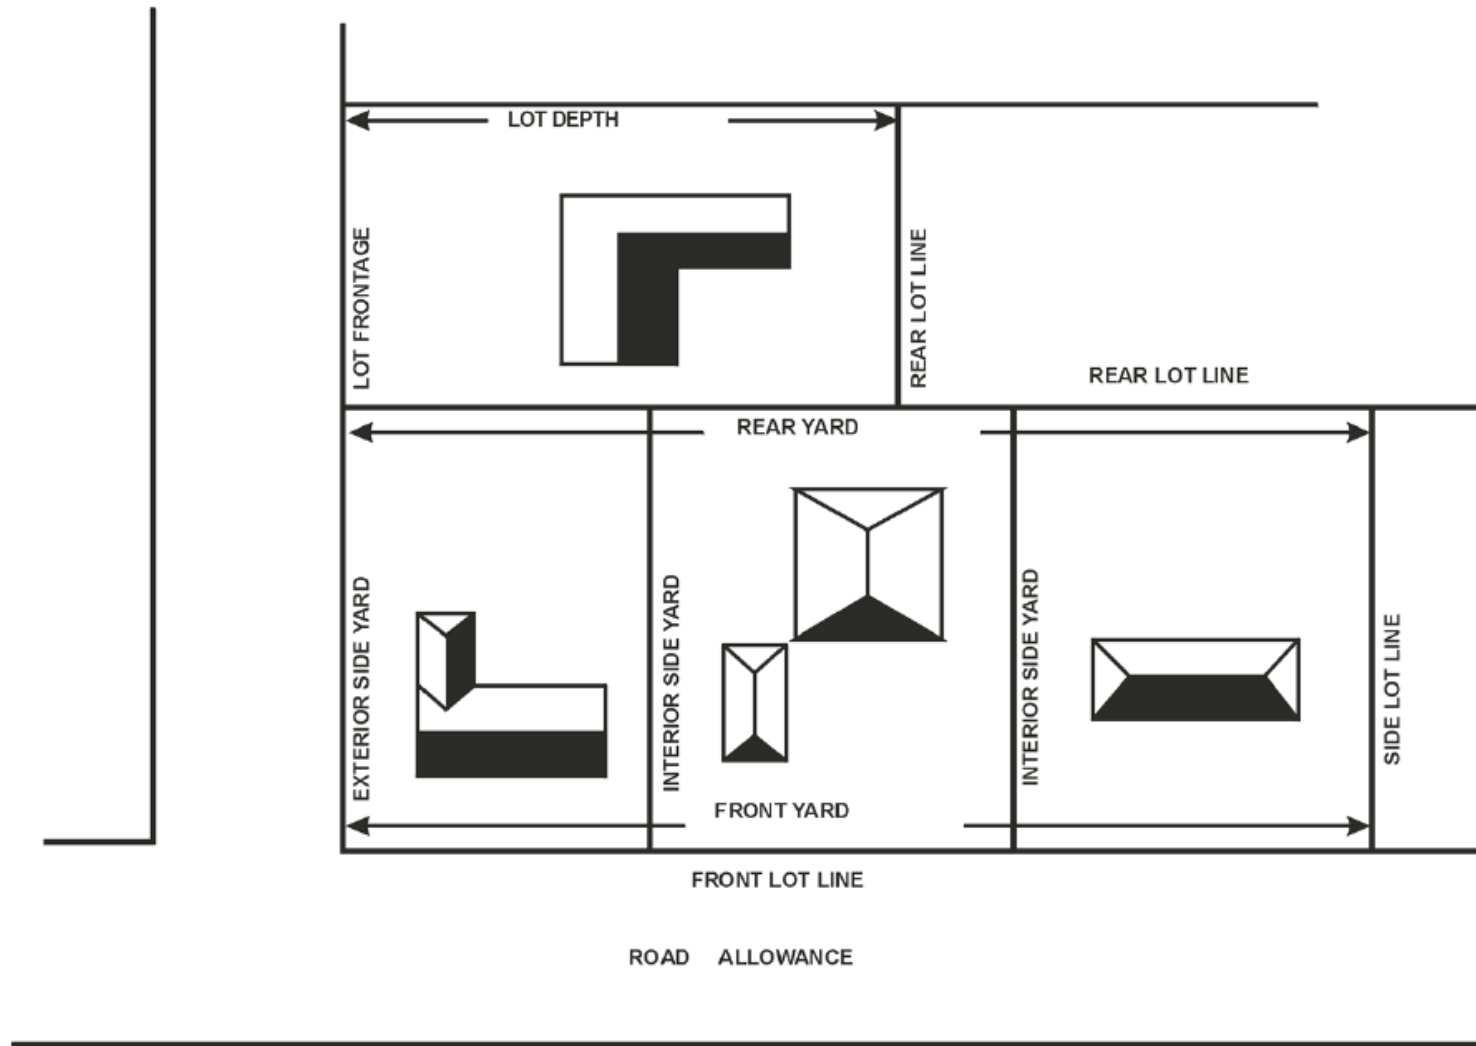 LOT DEPTH
LOT FRONTAGE
REAR LOT LINE
REAR LOT LINE
REAR YARD
EXTERIOR SIDE YARD
INTERIOR SIDE YARD
INTERIOR SIDE YARD
SIDE LOT LINE
FRONT YARD
FRONT LOT LINE
ROAD ALLOWANCE